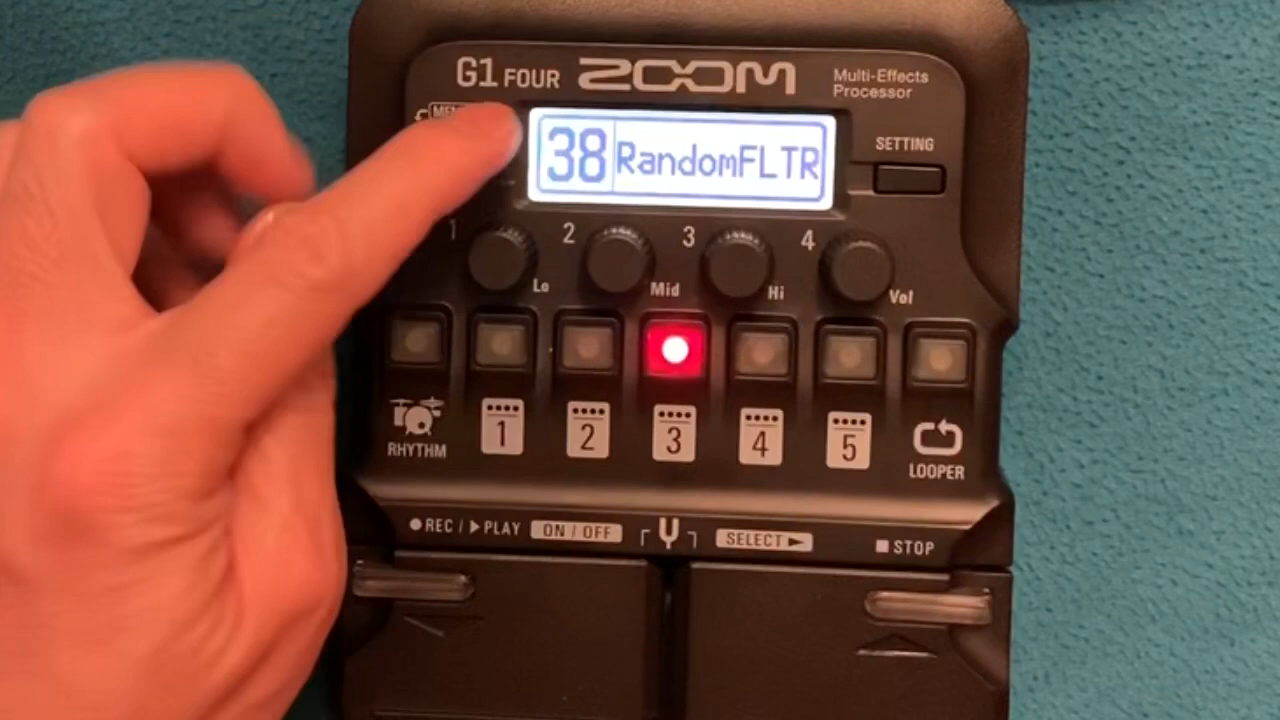 G1 FOUR ZOOM
Multi-Effects
Processor
SETTING
38 RandomFLTR
1 2 3 4
Lo Mid Hi Vol
1 2 3 4 5
RHYTHM
LOOPER
REC / PLAY ON / OFF SELECT STOP